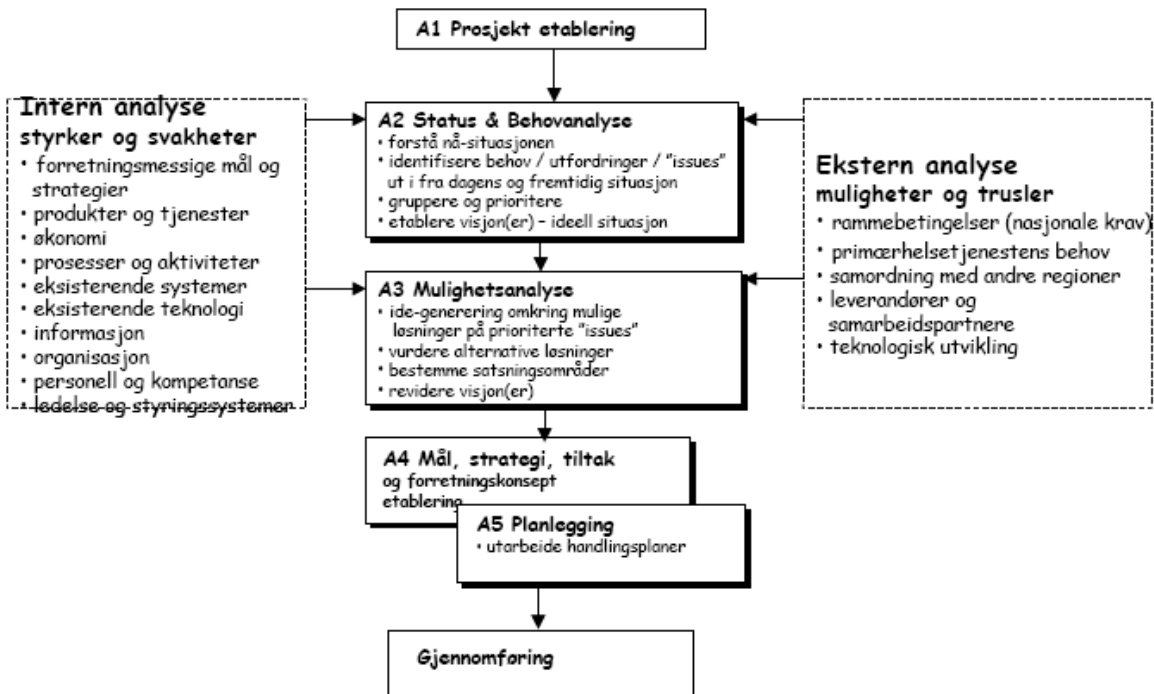 A1 Prosjekt etablering
Intern analyse
styrker og svakheter
• forretningsmessige mål og
strategier
• produkter og tjenester
• økonomi
• prosesser og aktiviteter
• eksisterende systemer
• eksisterende teknologi
• informasjon
• organisasjon
• personell og kompetanse
• ledelse og styringssystemer
A2 Status & Behovanalyse
• forstå nå-situasjonen
• identifisere behov / utfordringer / ”issues”
ut i fra dagens og fremtidig situasjon
• gruppere og prioritere
• etablere visjon(er) – ideell situasjon
A3 Mulighetsanalyse
• ide-generering omkring mulige
løsninger på prioriterte ”issues”
• vurdere alternative løsninger
• bestemme satsningsområder
• revidere visjon(er)
Ekstern analyse
muligheter og trusler
• rammebetingelser (nasjonale krav)
• primærhelsetjenestens behov
• samordning med andre regioner
• leverandører og
samarbeidspartnere
• teknologisk utvikling
A4 Mål, strategi, tiltak
og forretningskonsept
etablering
A5 Planlegging
• utarbeide handlingsplaner
Gjennomføring